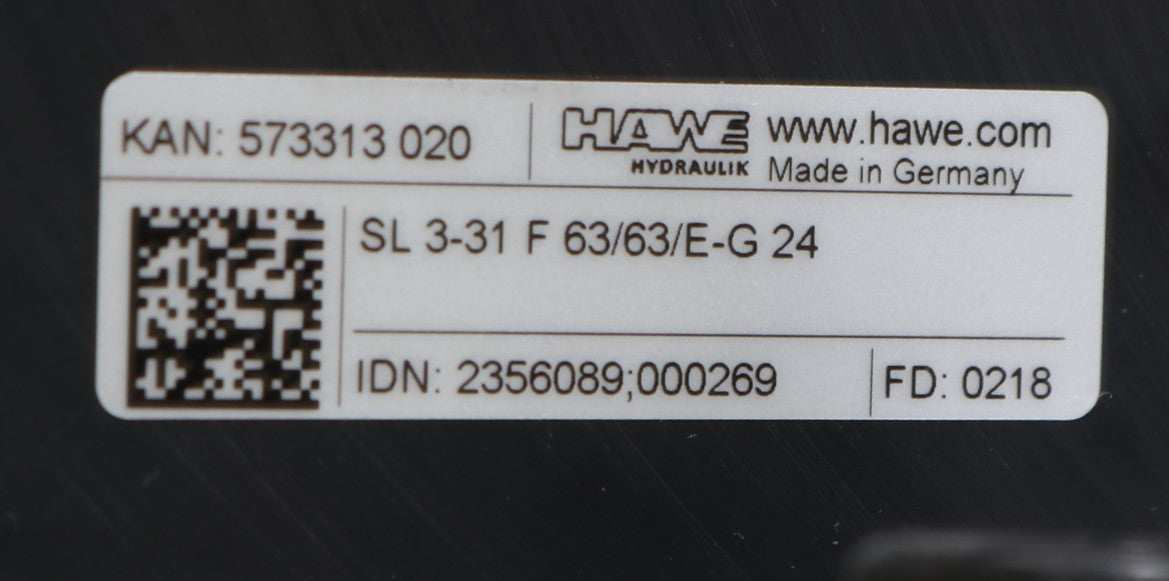 KAN: 573313 020
HAWE
HYDRAULIK
www.hawe.com
Made in Germany
SL 3-31 F 63/63/E-G 24
IDN: 2356089;000269
FD: 0218